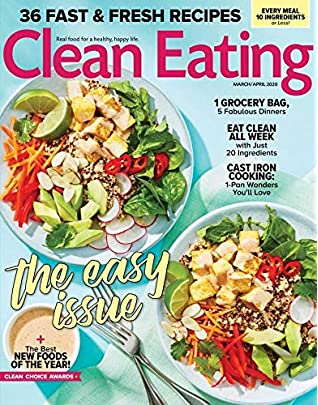 36 FAST & FRESH RECIPES
EVERY MEAL
10 INGREDIENTS
or Less!
Real food for a healthy, happy life.
Clean Eating
MARCH/APRIL 2020
1 GROCERY BAG,
5 Fabulous Dinners
EAT CLEAN
ALL WEEK
with Just
20 Ingredients
CAST IRON
COOKING:
1-Pan Wonders
You'll Love
the easy
issue
+
The Best
NEW FOODS
OF THE YEAR!
CLEAN CHOICE AWARDS